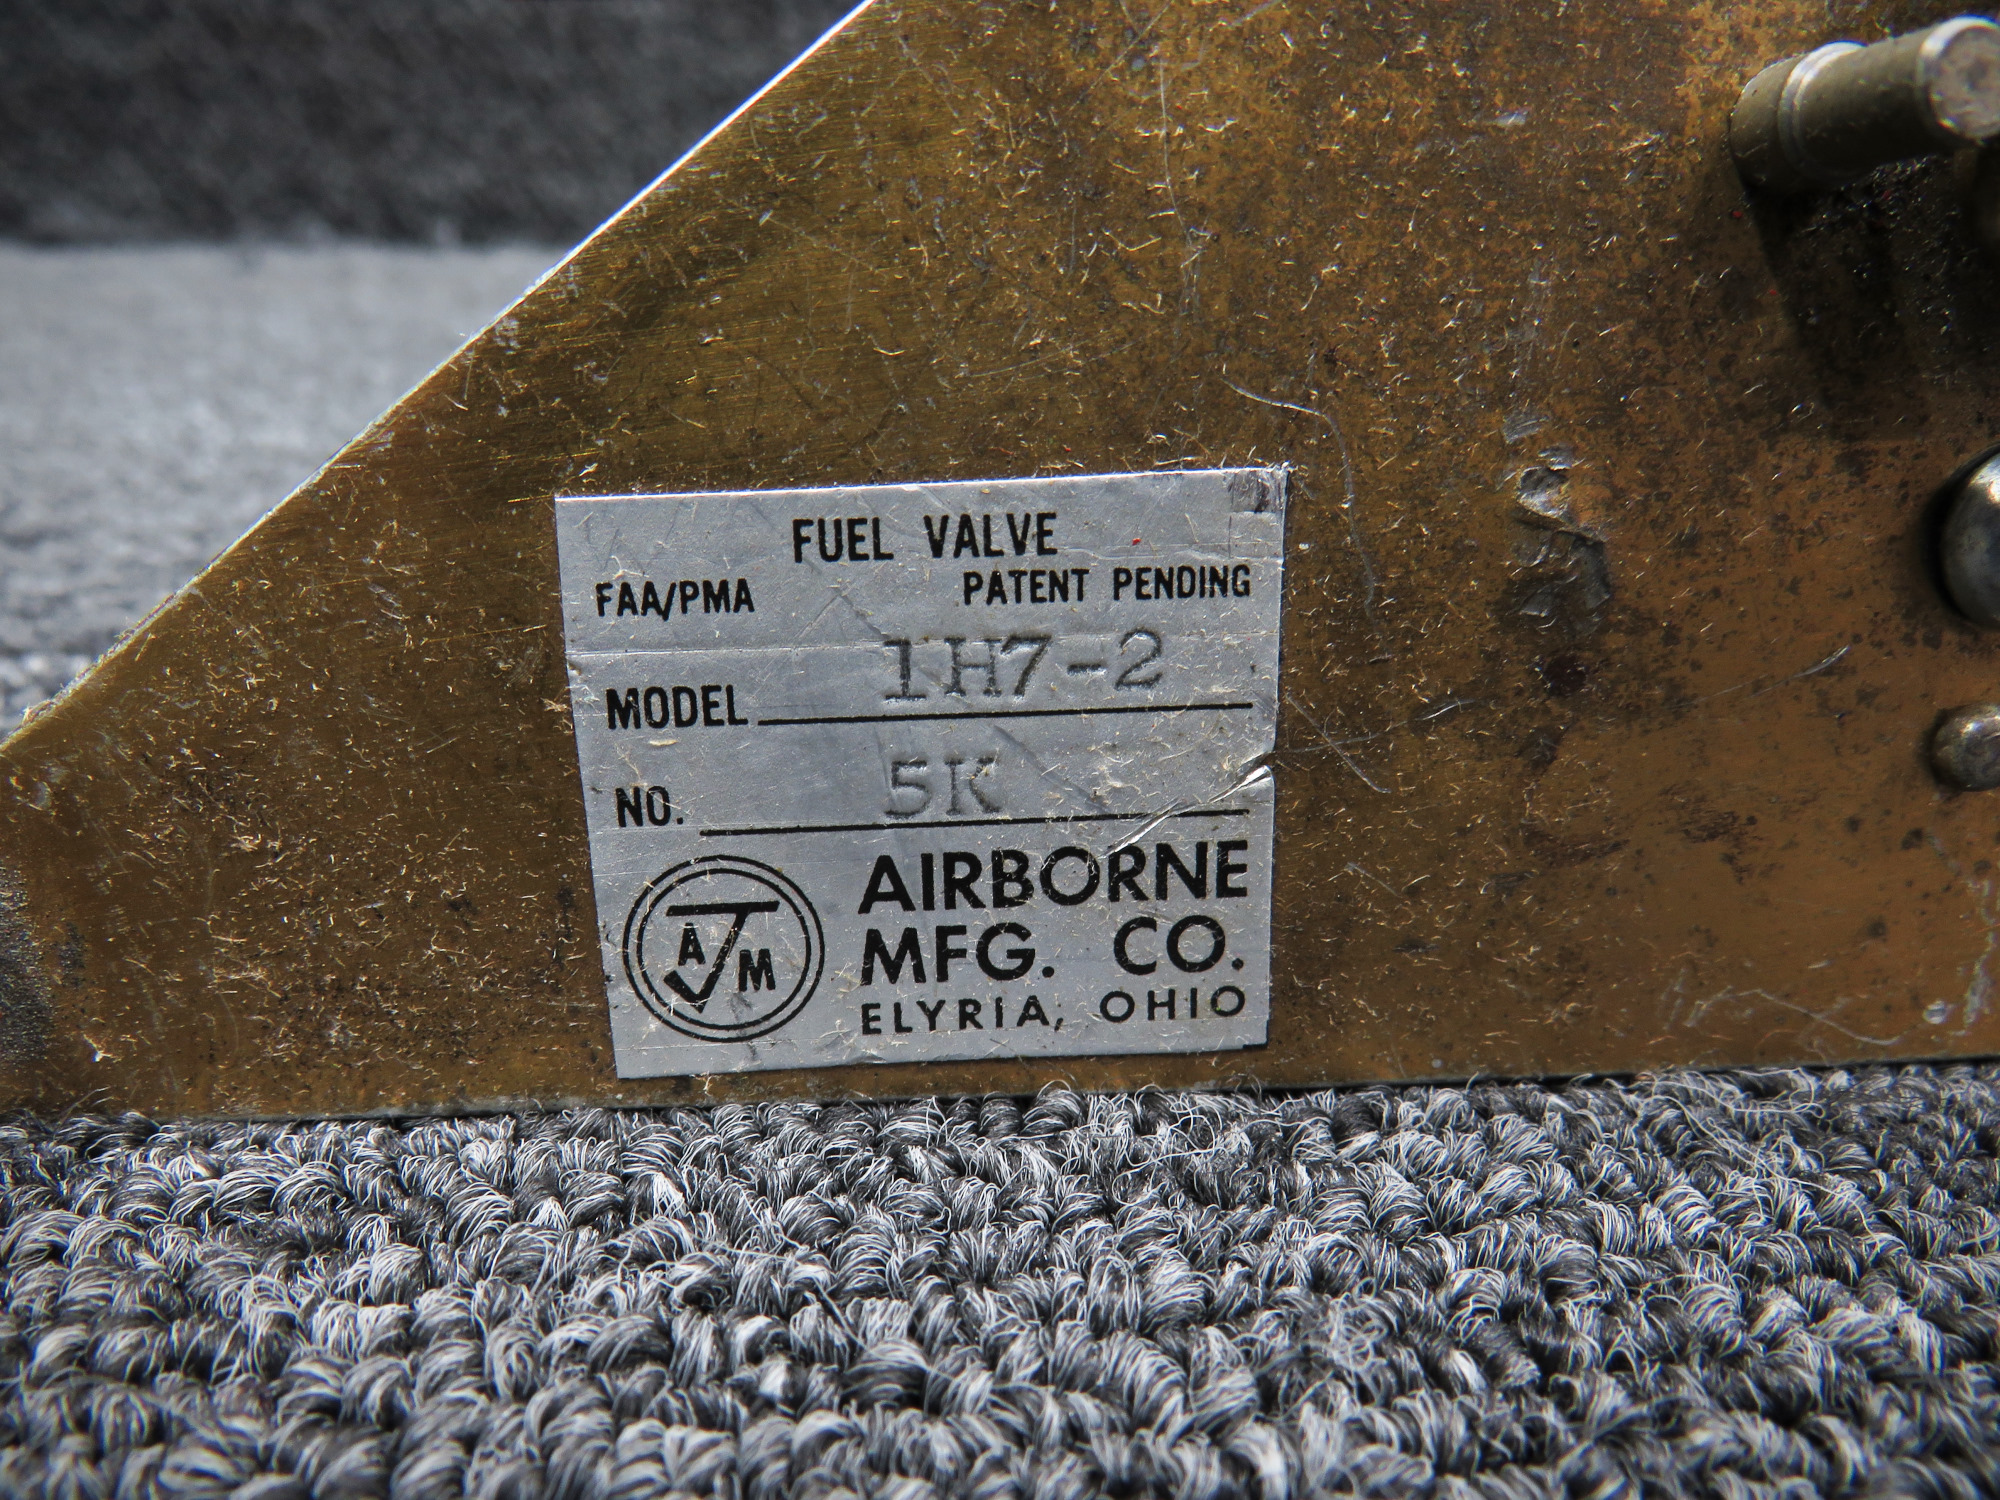 FUEL VALVE
FAA/PMA PATENT PENDING
MODEL 1H7-2
NO. 5K
AJM
AIRBORNE
MFG. CO.
ELYRIA, OHIO